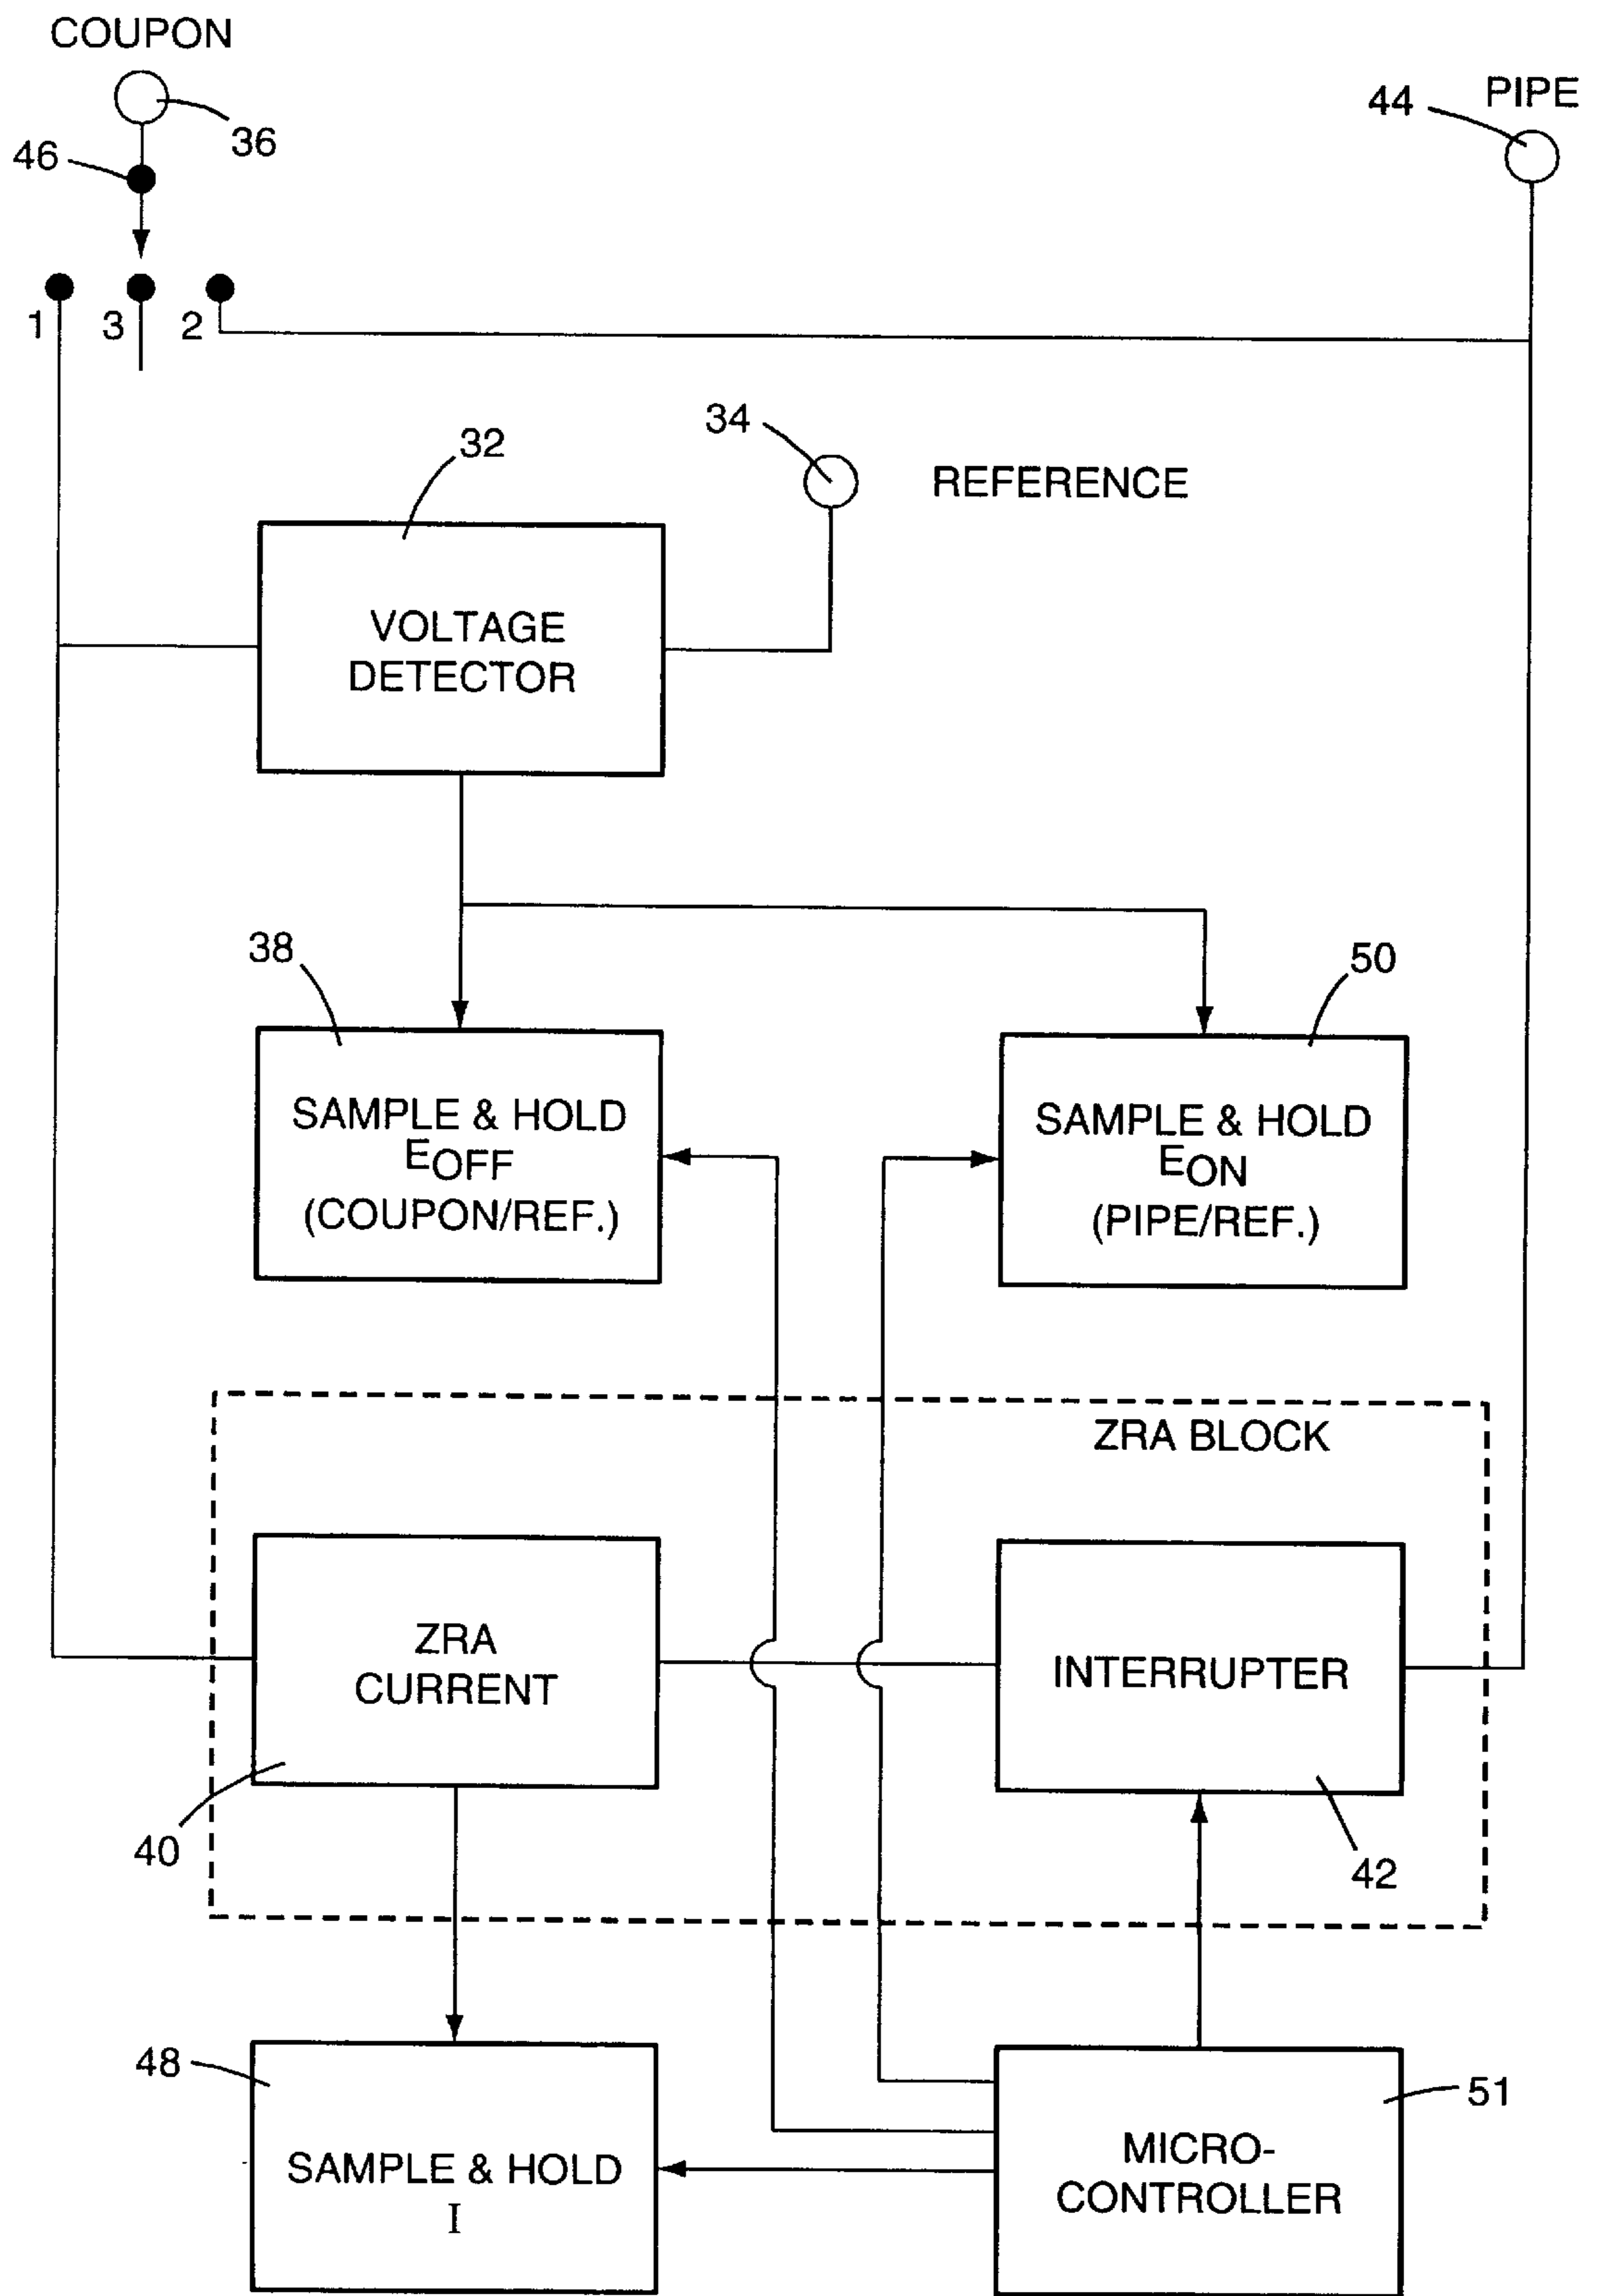 COUPON
36
46
44
PIPE
1
3
2
34
REFERENCE
32
VOLTAGE
DETECTOR
38
50
SAMPLE & HOLD
EOFF
(COUPON/REF.)
SAMPLE & HOLD
EON
(PIPE/REF.)
ZRA BLOCK
ZRA
CURRENT
INTERRUPTER
40
42
48
51
SAMPLE & HOLD
I
MICRO-
CONTROLLER